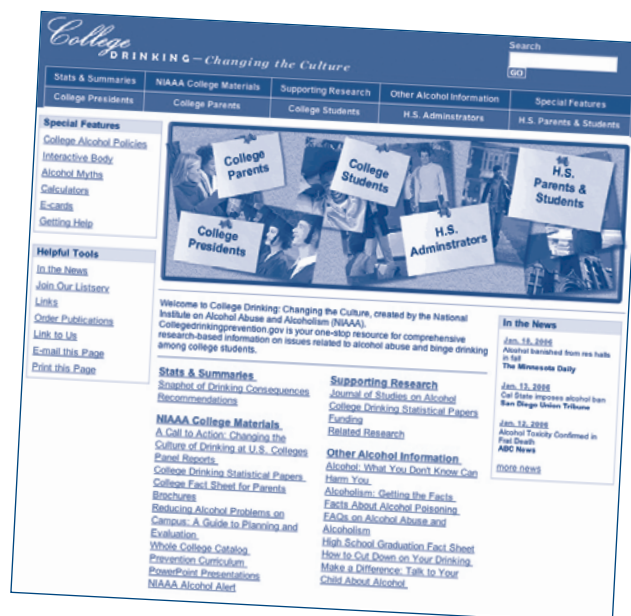 College
DRINKING—Changing the Culture
Search
GO
Stats & Summaries
NIAAA College Materials
Supporting Research
Other Alcohol Information
Special Features
College Presidents
College Parents
College Students
H.S. Adminstrators
H.S. Parents & Students
Special Features
College Alcohol Policies
Interactive Body
Alcohol Myths
Calculators
E-cards
Getting Help
Helpful Tools
In the News
Join Our Listserv
Links
Order Publications
Link to Us
E-mail this Page
Print this Page
College
Parents
College
Students
H.S.
Parents &
Students
College
Presidents
H.S.
Adminstrators
Welcome to College Drinking: Changing the Culture, created by the National
Institute on Alcohol Abuse and Alcoholism (NIAAA).
Collegedrinkingprevention.gov is your one-stop resource for comprehensive
research-based information on issues related to alcohol abuse and binge drinking
among college students.
Stats & Summaries
Snaphot of Drinking Consequences
Recommendations
NIAAA College Materials
A Call to Action: Changing the
Culture of Drinking at U.S. Colleges
Panel Reports
College Drinking Statistical Papers
College Fact Sheet for Parents
Brochures
Reducing Alcohol Problems on
Campus: A Guide to Planning and
Evaluation
Whole College Catalog
Prevention Curriculum
PowerPoint Presentations
NIAAA Alcohol Alert
Supporting Research
Journal of Studies on Alcohol
College Drinking Statistical Papers
Funding
Related Research
Other Alcohol Information
Alcohol: What You Don't Know Can
Harm You
Alcoholism: Getting the Facts
Facts About Alcohol Poisoning
FAQs on Alcohol Abuse and
Alcoholism
High School Graduation Fact Sheet
How to Cut Down on Your Drinking
Make a Difference: Talk to Your
Child About Alcohol
In the News
2006
Alcohol banished from res halls
in fall
The Minnesota Daily
Jan. 13, 2006
Cal State imposes alcohol ban
San Diego Union Tribune
Jan. 12, 2006
Alcohol Toxicity Confirmed in
Frat Death
ABC News
more news